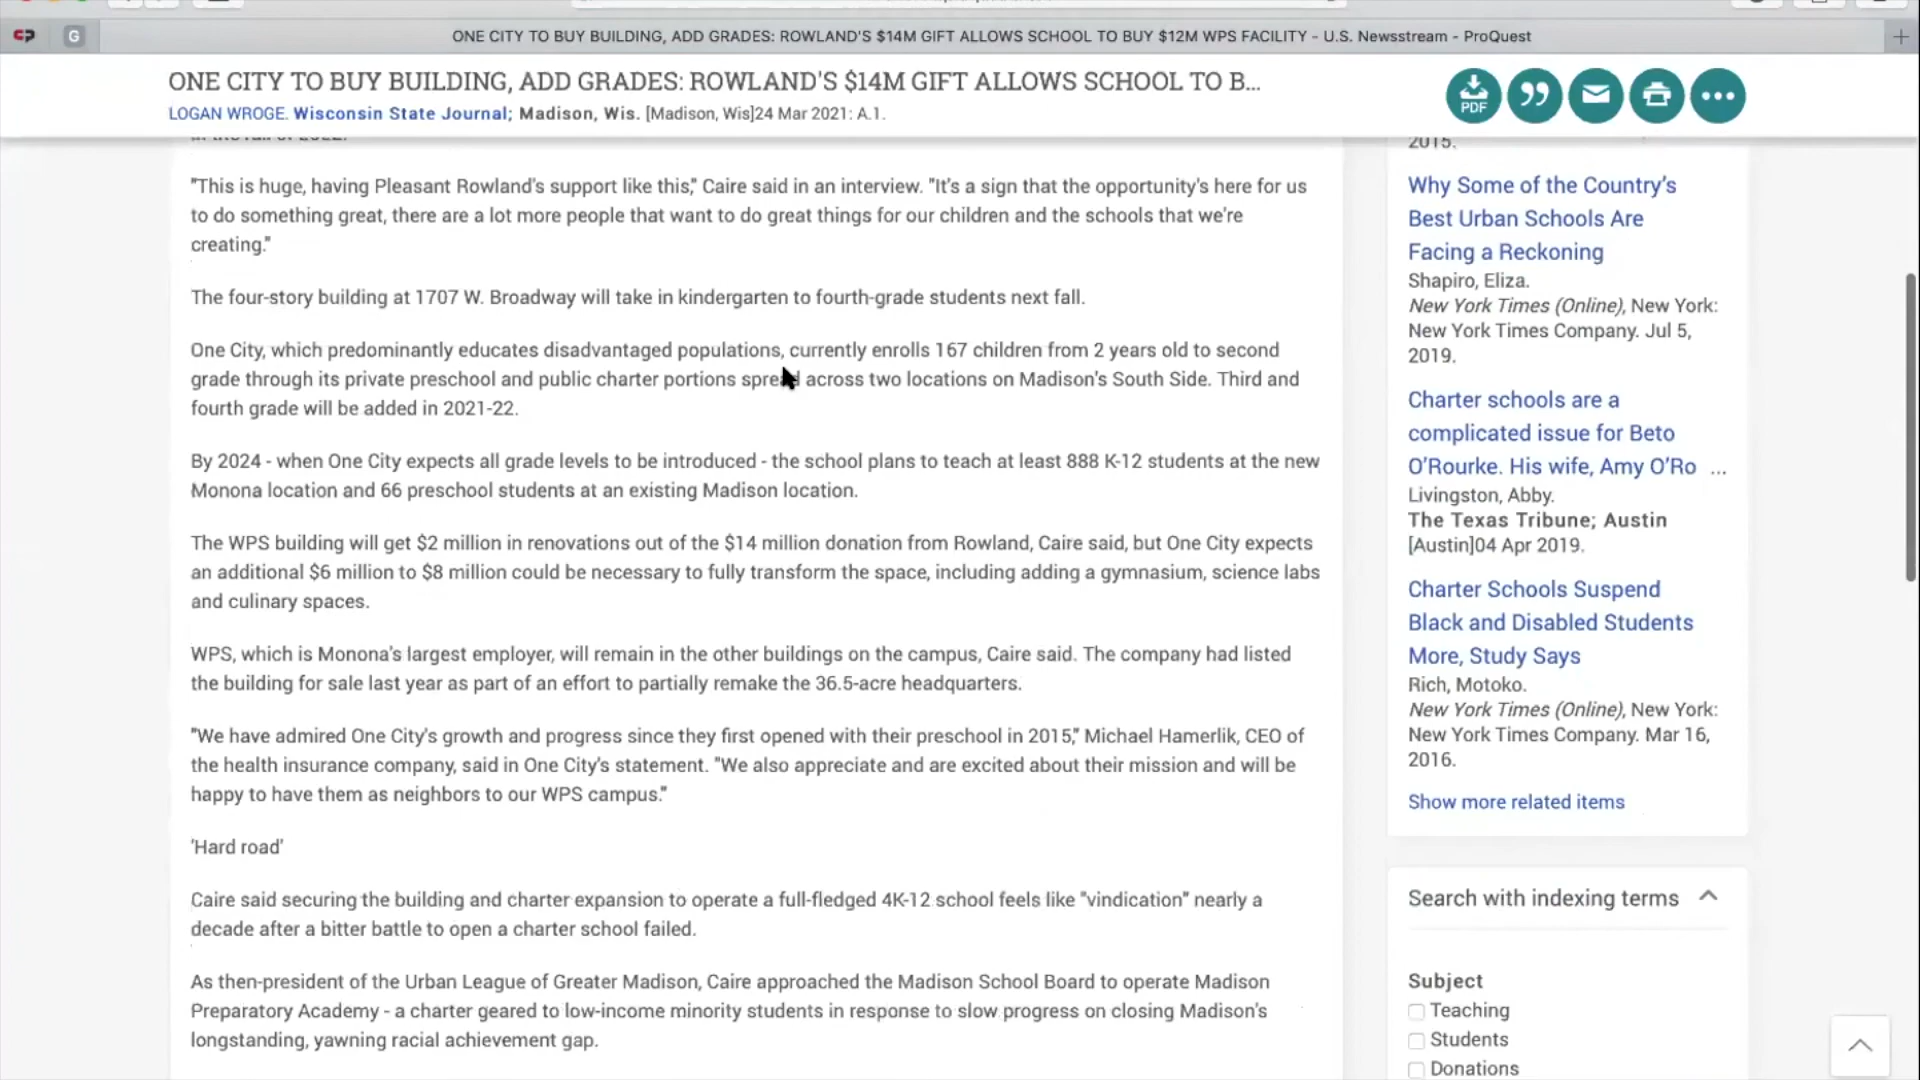 G
ONE CITY TO BUY BUILDING, ADD GRADES: ROWLAND'S $14M GIFT ALLOWS SCHOOL TO BUY $12M WPS FACILITY - U.S. Newsstream - ProQuest
ONE CITY TO BUY BUILDING, ADD GRADES: ROWLAND'S $14M GIFT ALLOWS SCHOOL TO B...
LOGAN WROGE. Wisconsin State Journal; Madison, Wis. [Madison, Wis]24 Mar 2021: A.1.
PDF
"This is huge, having Pleasant Rowland's support like this," Caire said in an interview. "It's a sign that the opportunity's here for us
to do something great, there are a lot more people that want to do great things for our children and the schools that we're
creating."
The four-story building at 1707 W. Broadway will take in kindergarten to fourth-grade students next fall.
One City, which predominantly educates disadvantaged populations, currently enrolls 167 children from 2 years old to second
grade through its private preschool and public charter portions spread across two locations on Madison's South Side. Third and
fourth grade will be added in 2021-22.
By 2024 - when One City expects all grade levels to be introduced - the school plans to teach at least 888 K-12 students at the new
Monona location and 66 preschool students at an existing Madison location.
The WPS building will get $2 million in renovations out of the $14 million donation from Rowland, Caire said, but One City expects
an additional $6 million to $8 million could be necessary to fully transform the space, including adding a gymnasium, science labs
and culinary spaces.
WPS, which is Monona's largest employer, will remain in the other buildings on the campus, Caire said. The company had listed
the building for sale last year as part of an effort to partially remake the 36.5-acre headquarters.
"We have admired One City's growth and progress since they first opened with their preschool in 2015," Michael Hamerlik, CEO of
the health insurance company, said in One City's statement. "We also appreciate and are excited about their mission and will be
happy to have them as neighbors to our WPS campus."
'Hard road'
Caire said securing the building and charter expansion to operate a full-fledged 4K-12 school feels like "vindication" nearly a
decade after a bitter battle to open a charter school failed.
As then-president of the Urban League of Greater Madison, Caire approached the Madison School Board to operate Madison
Preparatory Academy - a charter geared to low-income minority students in response to slow progress on closing Madison's
longstanding, yawning racial achievement gap.
2015.
Why Some of the Country's
Best Urban Schools Are
Facing a Reckoning
Shapiro, Eliza.
New York Times (Online), New York:
New York Times Company. Jul 5,
2019.
Charter schools are a
complicated issue for Beto
O'Rourke. His wife, Amy O'Ro ...
Livingston, Abby.
The Texas Tribune; Austin
[Austin]04 Apr 2019.
Charter Schools Suspend
Black and Disabled Students
More, Study Says
Rich, Motoko.
New York Times (Online), New York:
New York Times Company. Mar 16,
2016.
Show more related items
Search with indexing terms
Subject
Teaching
Students
Donations